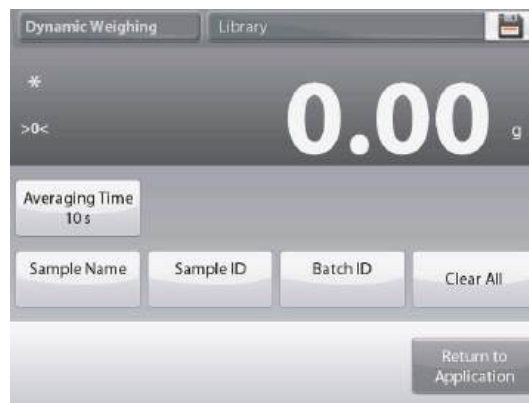 Dynamic Weighing Library
*
>0<
0.00 g
Averaging Time
10 s
Sample Name Sample ID Batch ID Clear All
Return to
Application